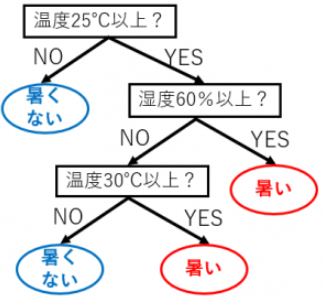 温度25℃以上？
NO
YES
暑く
ない
湿度60%以上？
NO
YES
温度30℃以上？
暑い
NO
YES
暑く
ない
暑い